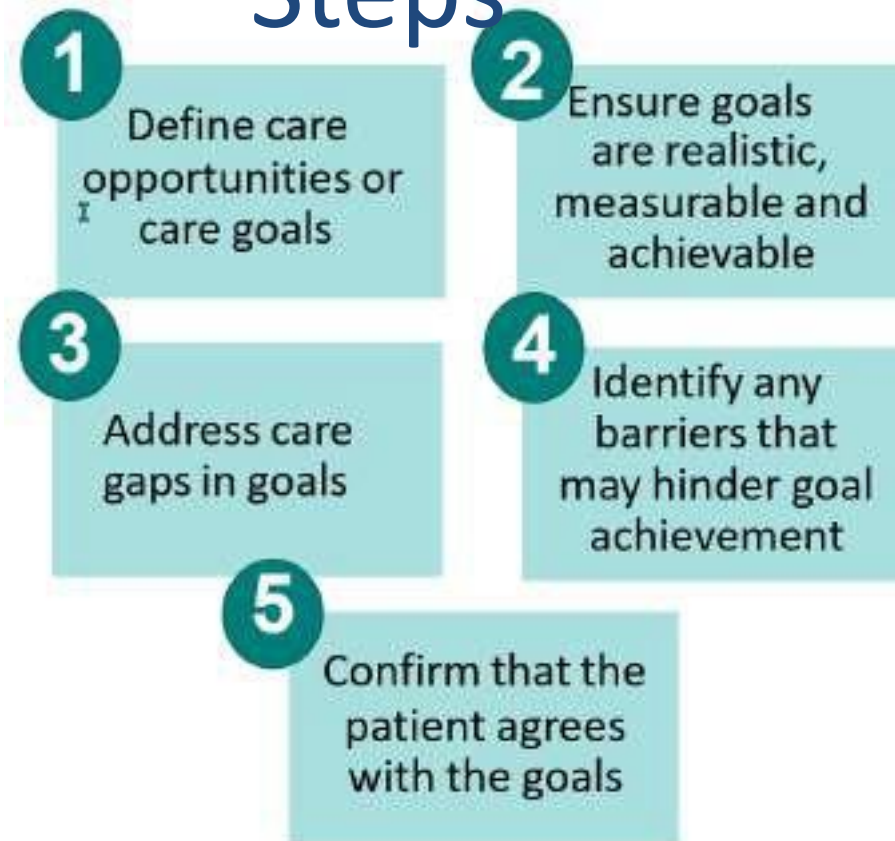 Steps
1
Define care
opportunities or
care goals
2
Ensure goals
are realistic,
measurable and
achievable
3
Address care
gaps in goals
4
Identify any
barriers that
may hinder goal
achievement
5
Confirm that the
patient agrees
with the goals